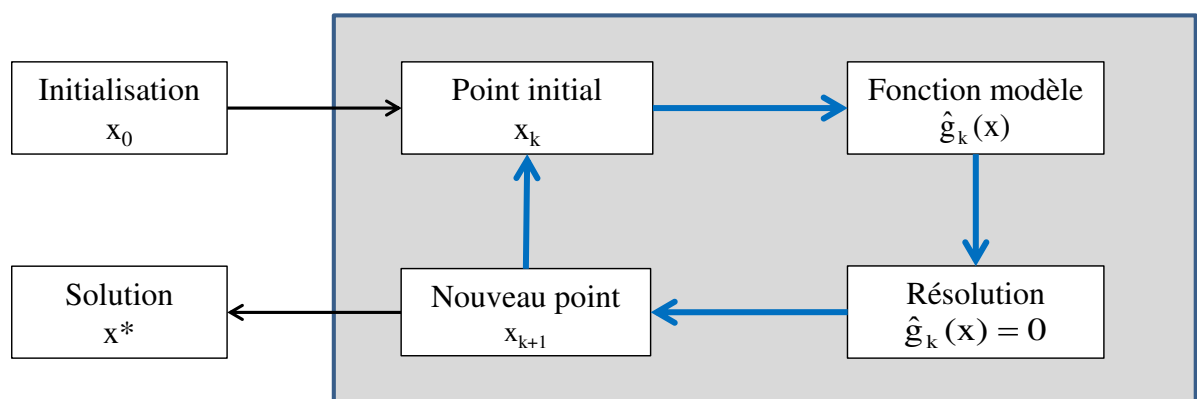 Initialisation
x₀
Point initial
xₖ
Fonction modèle
ĝₖ(x)
Solution
x*
Nouveau point
xₖ₊₁
Résolution
ĝₖ(x) = 0